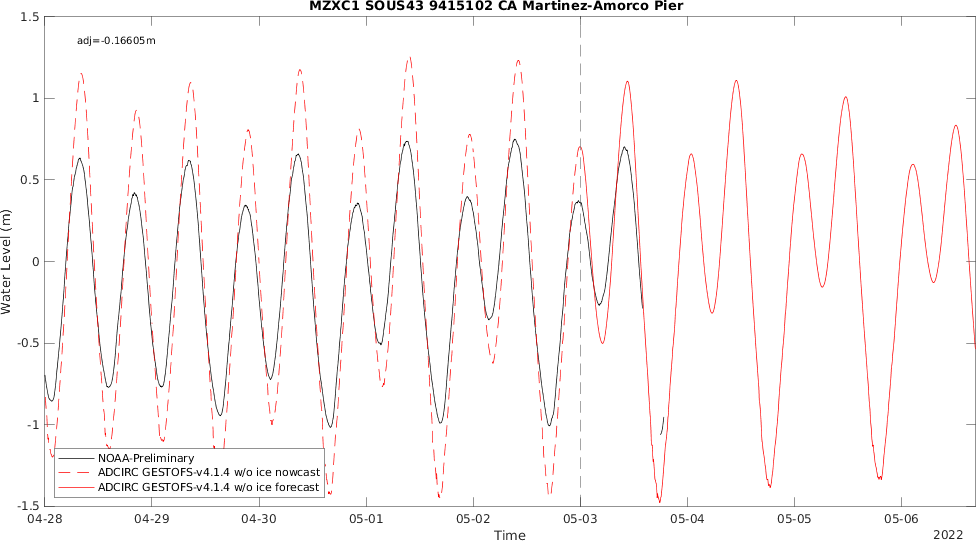 MZXC1 SOUS43 9415102 CA Martinez-Amorco Pier
adj=-0.16605m
1.5
1
0.5
0
-0.5
-1
-1.5
Water Level (m)
NOAA-Preliminary
ADCIRC GESTOFS-v4.1.4 w/o ice nowcast
ADCIRC GESTOFS-v4.1.4 w/o ice forecast
04-28 04-29 04-30 05-01 05-02 05-03 05-04 05-05 05-06
Time
2022